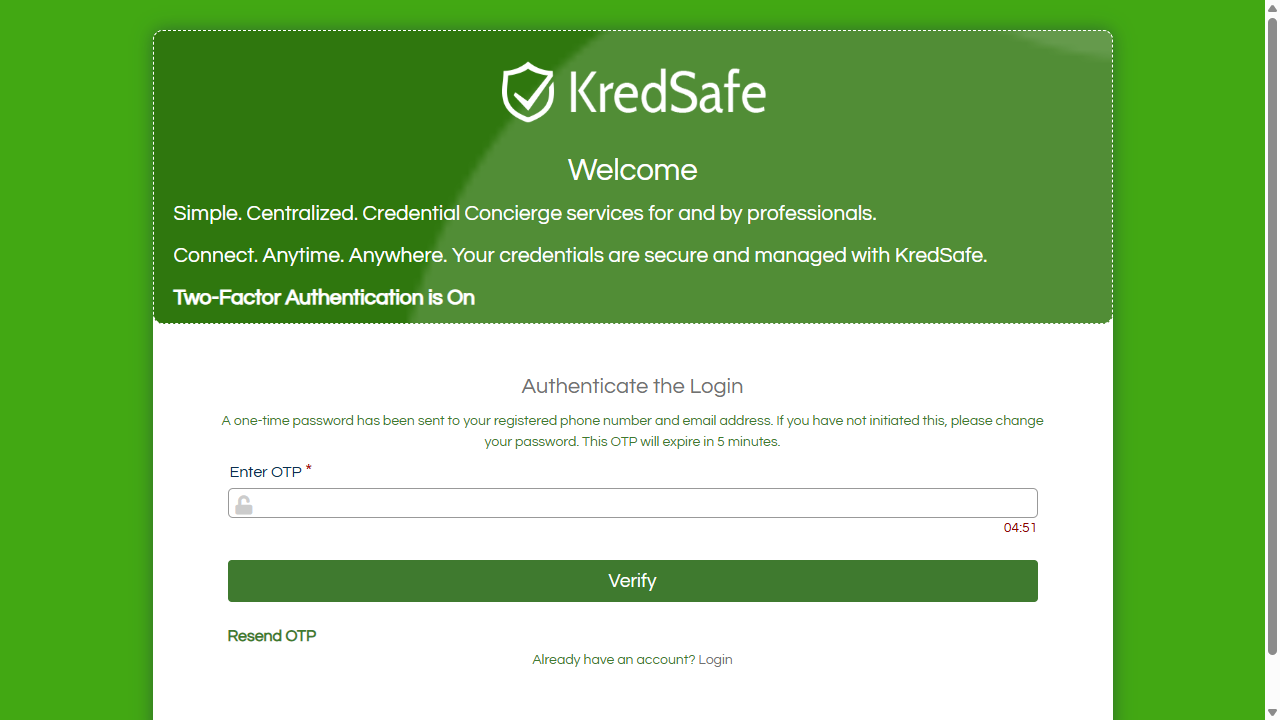 KredSafe
Welcome
Simple. Centralized. Credential Concierge services for and by professionals.
Connect. Anytime. Anywhere. Your credentials are secure and managed with KredSafe.
Two-Factor Authentication is On
Authenticate the Login
A one-time password has been sent to your registered phone number and email address. If you have not initiated this, please change
your password. This OTP will expire in 5 minutes.
Enter OTP *
04:51
Verify
Resend OTP
Already have an account? Login